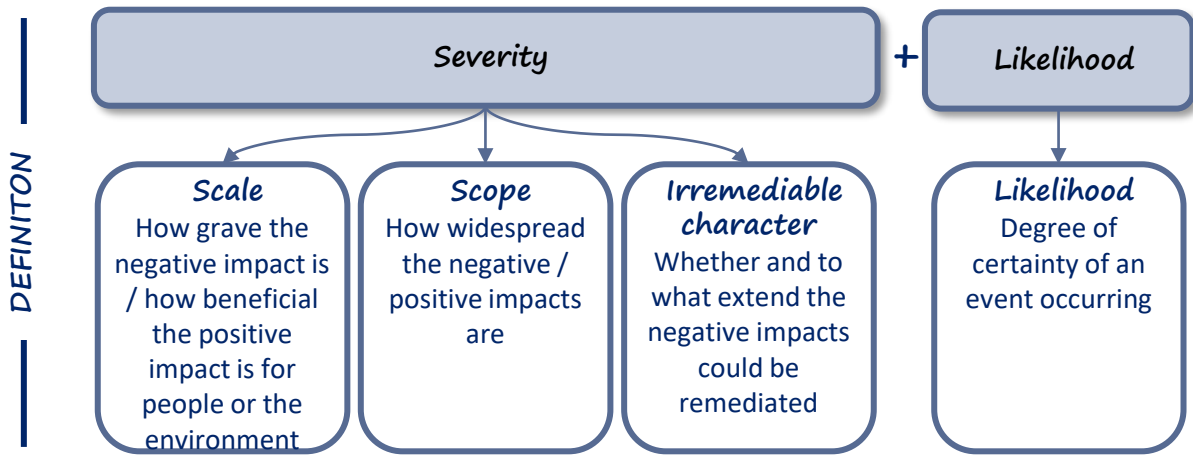 Severity
+
Likelihood
DEFINITON
Scale
How grave the
negative impact is
/ how beneficial
the positive
impact is for
people or the
environment
Scope
How widespread
the negative /
positive impacts
are
Irremediable
character
Whether and to
what extend the
negative impacts
could be
remediated
Likelihood
Degree of
certainty of an
event occurring